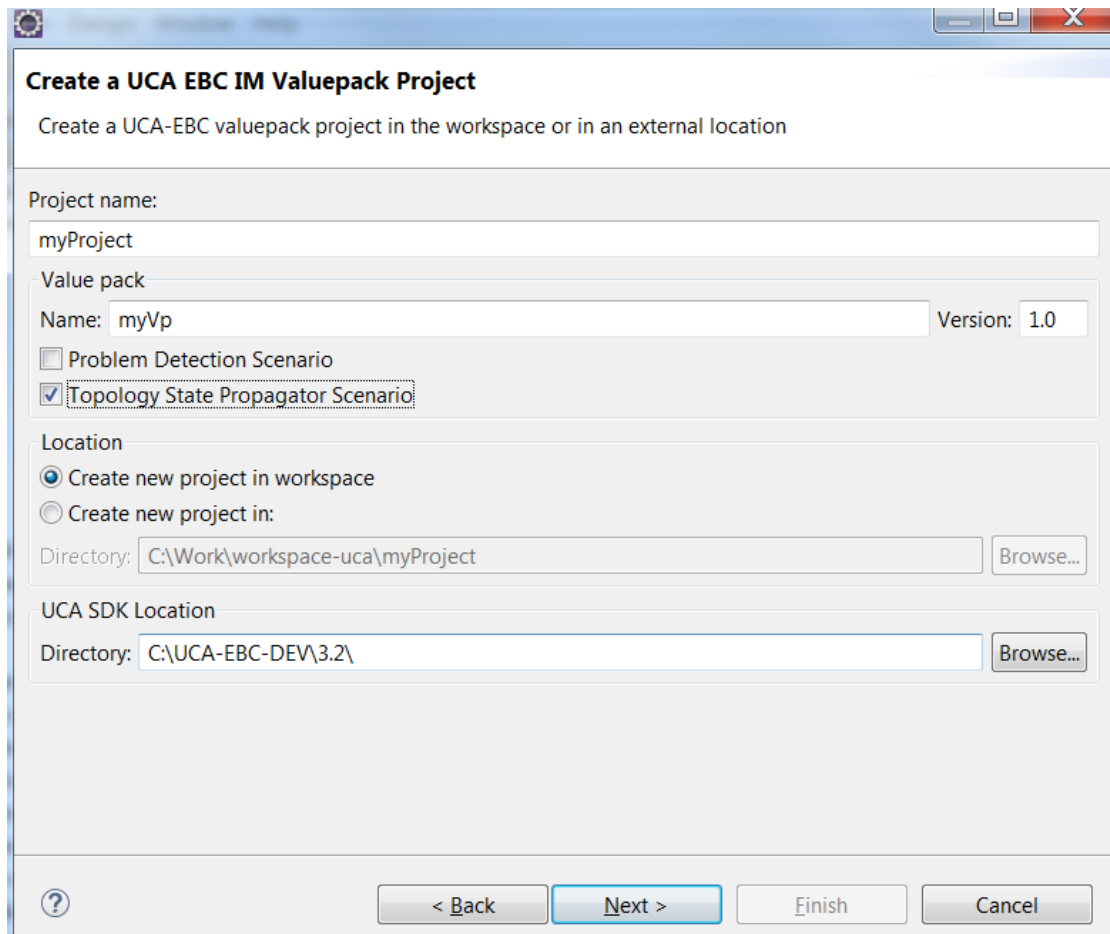 Design Window Help
Create a UCA EBC IM Valuepack Project
Create a UCA-EBC valuepack project in the workspace or in an external location
Project name:
myProject
Value pack
Name: myVp Version: 1.0
Problem Detection Scenario
Topology State Propagator Scenario
Location
Create new project in workspace
Create new project in:
Directory: C:\Work\workspace-uca\myProject Browse...
UCA SDK Location
Directory: C:\UCA-EBC-DEV\3.2\ Browse...
? < Back Next > Finish Cancel